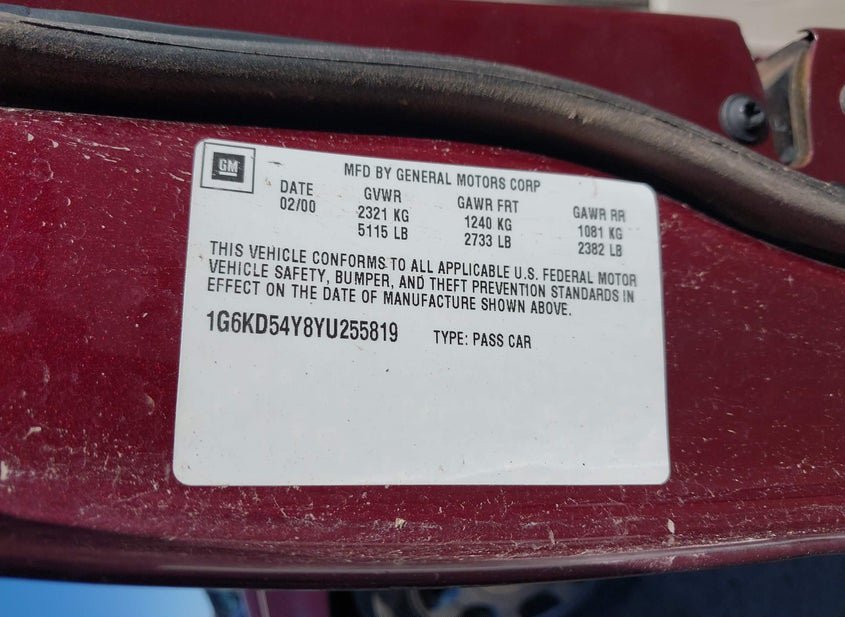 GM
MFD BY GENERAL MOTORS CORP
DATE GVWR GAWR FRT GAWR RR
02/00 2321 KG 1240 KG 1081 KG
5115 LB 2733 LB 2382 LB
THIS VEHICLE CONFORMS TO ALL APPLICABLE U.S. FEDERAL MOTOR
VEHICLE SAFETY, BUMPER, AND THEFT PREVENTION STANDARDS IN
EFFECT ON THE DATE OF MANUFACTURE SHOWN ABOVE.
1G6KD54Y8YU255819 TYPE: PASS CAR